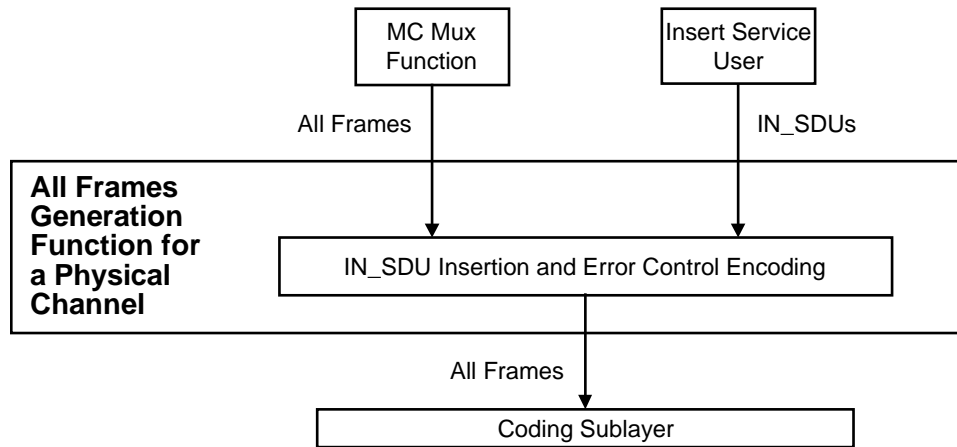 MC Mux
Function
Insert Service
User
All Frames
IN_SDUs
All Frames
Generation
Function for
a Physical
Channel
IN_SDU Insertion and Error Control Encoding
All Frames
Coding Sublayer